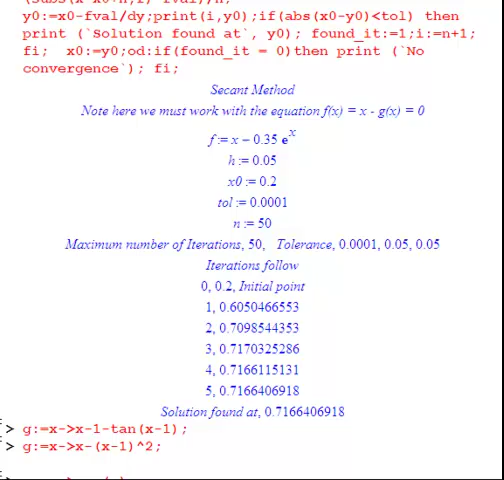 (subs(x=x0+h,f)-fval)/h;
y0:=x0-fval/dy;print(i,y0);if(abs(x0-y0)<tol) then
print (`Solution found at`, y0); found_it:=1;i:=n+1;
fi;  x0:=y0;od:if(found_it = 0)then print (`No
convergence`); fi;
Secant Method
Note here we must work with the equation f(x) = x - g(x) = 0
f := x − 0.35 e^x
h := 0.05
x0 := 0.2
tol := 0.0001
n := 50
Maximum number of Iterations, 50, Tolerance, 0.0001, 0.05, 0.05
Iterations follow
0, 0.2, Initial point
1, 0.6050466553
2, 0.7098544353
3, 0.7170325286
4, 0.7166115131
5, 0.7166406918
Solution found at, 0.7166406918
> g:=x->x-1-tan(x-1);
> g:=x->x-(x-1)^2;